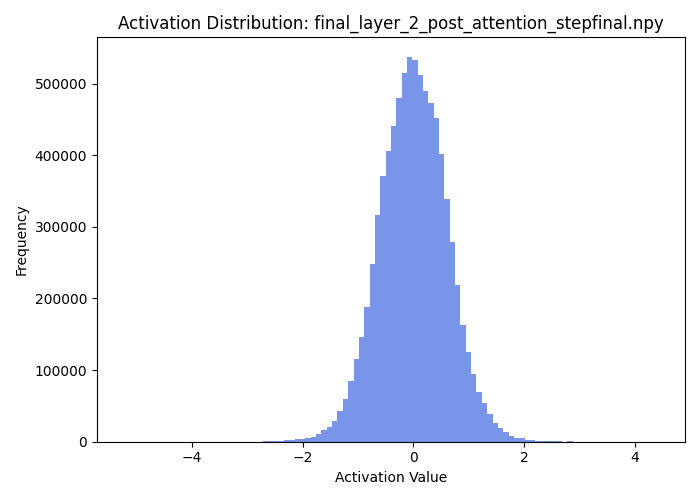 Activation Distribution: final_layer_2_post_attention_stepfinal.npy
500000
400000
300000
200000
100000
0
Frequency
−4 −2 0 2 4
Activation Value